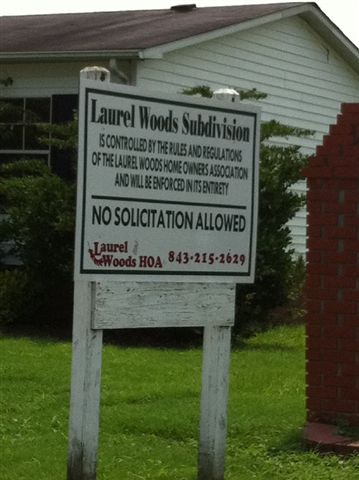 Laurel Woods Subdivision
IS CONTROLLED BY THE RULES AND REGULATIONS
OF THE LAUREL WOODS HOME OWNERS ASSOCIATION
AND WILL BE ENFORCED IN ITS ENTIRETY
NO SOLICITATION ALLOWED
Laurel
Woods HOA 843-215-2629